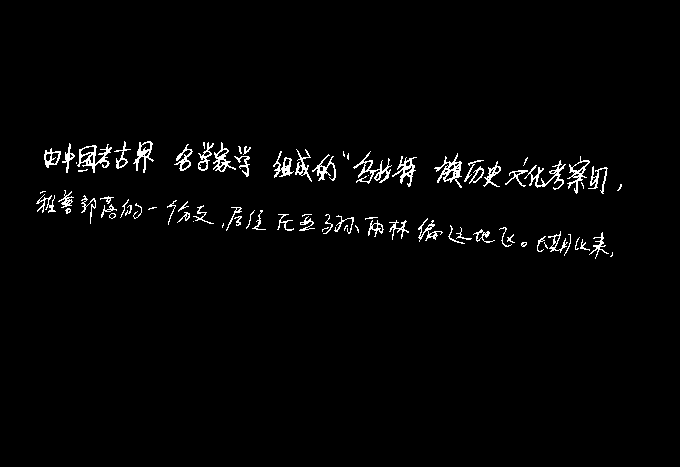 由中国考古界 名学家学 组成的“乌拉特 旗历史文化考察团,
雅普部落的一个分支,居住在亚马孙雨林偏远地区。长期以来,